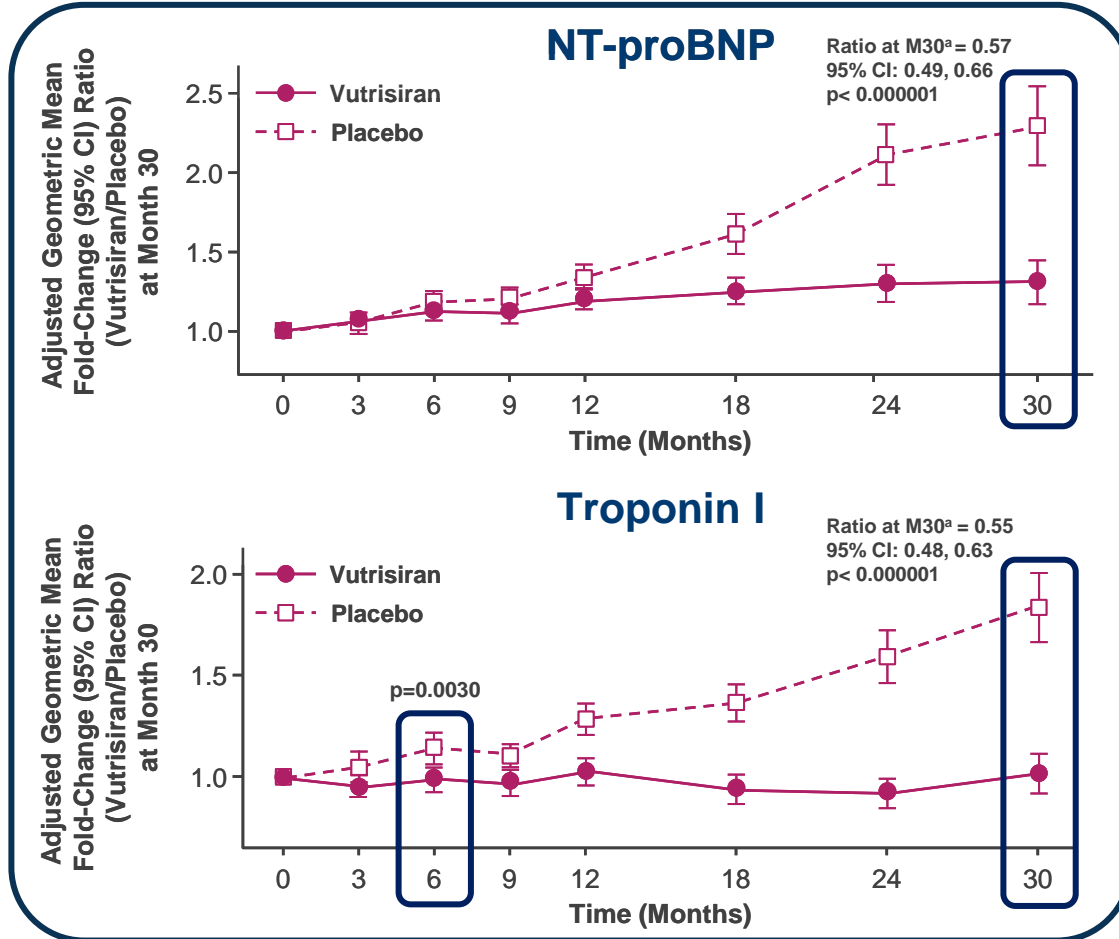 NT-proBNP
Ratio at M30ᵃ = 0.57
95% CI: 0.49, 0.66
p< 0.000001
Adjusted Geometric Mean
Fold-Change (95% CI) Ratio
(Vutrisiran/Placebo)
at Month 30
Vutrisiran
Placebo
2.5
2.0
1.5
1.0
0 3 6 9 12 18 24 30
Time (Months)
Troponin I
Ratio at M30ᵃ = 0.55
95% CI: 0.48, 0.63
p< 0.000001
Adjusted Geometric Mean
Fold-Change (95% CI) Ratio
(Vutrisiran/Placebo)
at Month 30
Vutrisiran
Placebo
p=0.0030
2.0
1.5
1.0
0 3 6 9 12 18 24 30
Time (Months)